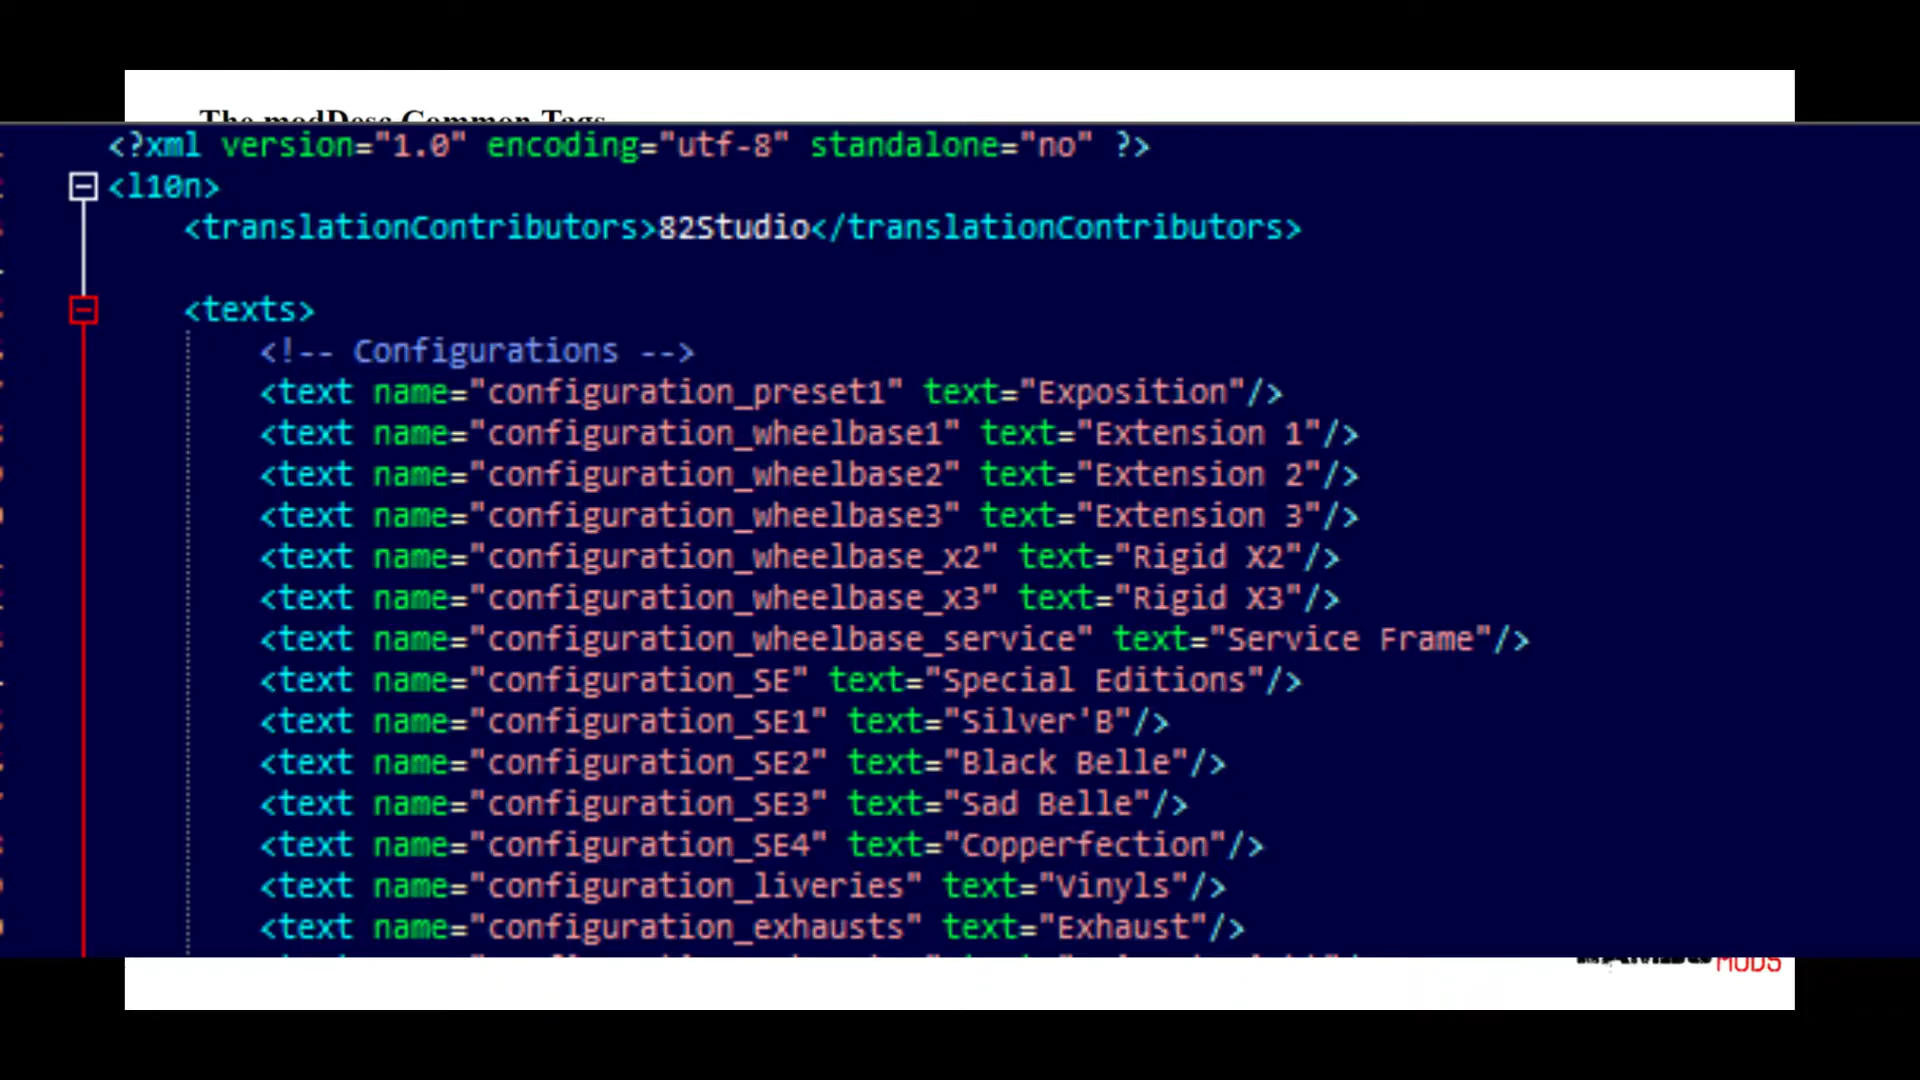 The modDesc Common Tags
<?xml version="1.0" encoding="utf-8" standalone="no" ?>
<l10n>
<translationContributors>82Studio</translationContributors>
<texts>
<!-- Configurations -->
<text name="configuration_preset1" text="Exposition"/>
<text name="configuration_wheelbase1" text="Extension 1"/>
<text name="configuration_wheelbase2" text="Extension 2"/>
<text name="configuration_wheelbase3" text="Extension 3"/>
<text name="configuration_wheelbase_x2" text="Rigid X2"/>
<text name="configuration_wheelbase_x3" text="Rigid X3"/>
<text name="configuration_wheelbase_service" text="Service Frame"/>
<text name="configuration_SE" text="Special Editions"/>
<text name="configuration_SE1" text="Silver'B"/>
<text name="configuration_SE2" text="Black Belle"/>
<text name="configuration_SE3" text="Sad Belle"/>
<text name="configuration_SE4" text="Copperfection"/>
<text name="configuration_liveries" text="Vinyls"/>
<text name="configuration_exhausts" text="Exhaust"/>
MODS